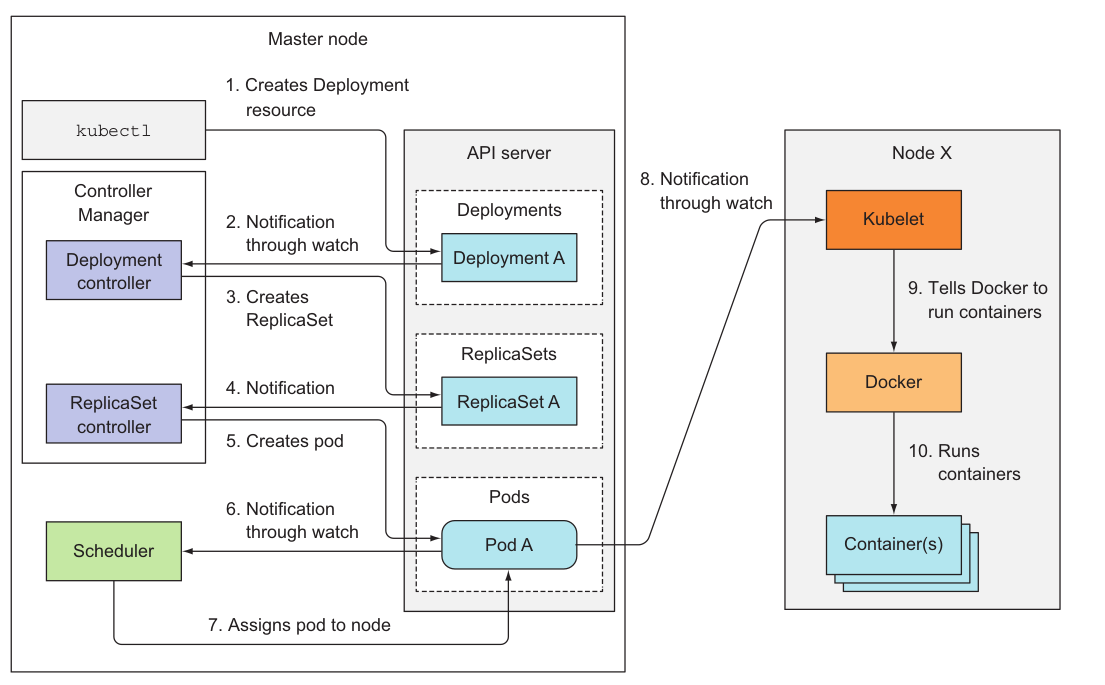 Master node
1. Creates Deployment
resource
kubectl
API server
Node X
Controller
Manager
Deployments
8. Notification
through watch
2. Notification
through watch
Kubelet
Deployment
controller
Deployment A
3. Creates
ReplicaSet
9. Tells Docker to
run containers
ReplicaSets
Docker
4. Notification
ReplicaSet A
ReplicaSet
controller
5. Creates pod
10. Runs
containers
Pods
6. Notification
through watch
Scheduler
Pod A
Container(s)
7. Assigns pod to node